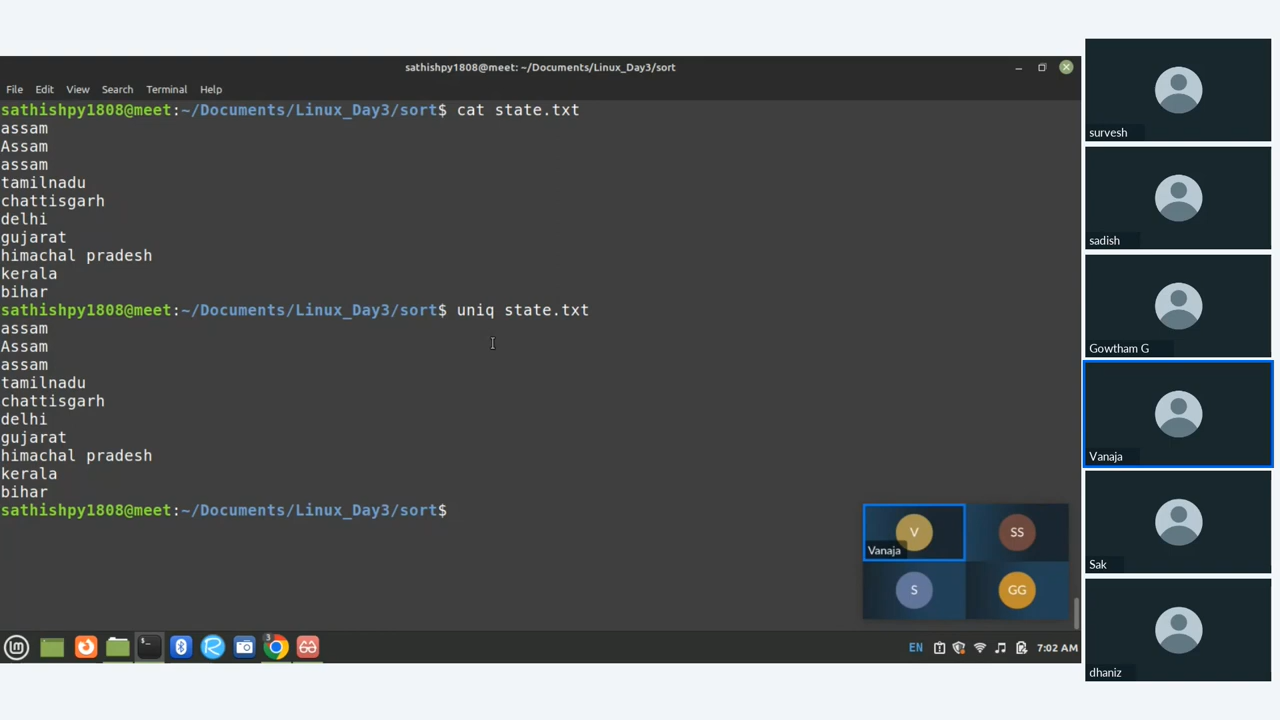 sathishpy1808@meet: ~/Documents/Linux_Day3/sort
File Edit View Search Terminal Help
sathishpy1808@meet:~/Documents/Linux_Day3/sort$ cat state.txt
assam
Assam
assam
tamilnadu
chattisgarh
delhi
gujarat
himachal pradesh
kerala
bihar
sathishpy1808@meet:~/Documents/Linux_Day3/sort$ uniq state.txt
assam
Assam
assam
tamilnadu
chattisgarh
delhi
gujarat
himachal pradesh
kerala
bihar
sathishpy1808@meet:~/Documents/Linux_Day3/sort$
V
Vanaja
SS
S
GG
3
EN
7:02 AM
survesh
sadish
Gowtham G
Vanaja
Sak
dhaniz